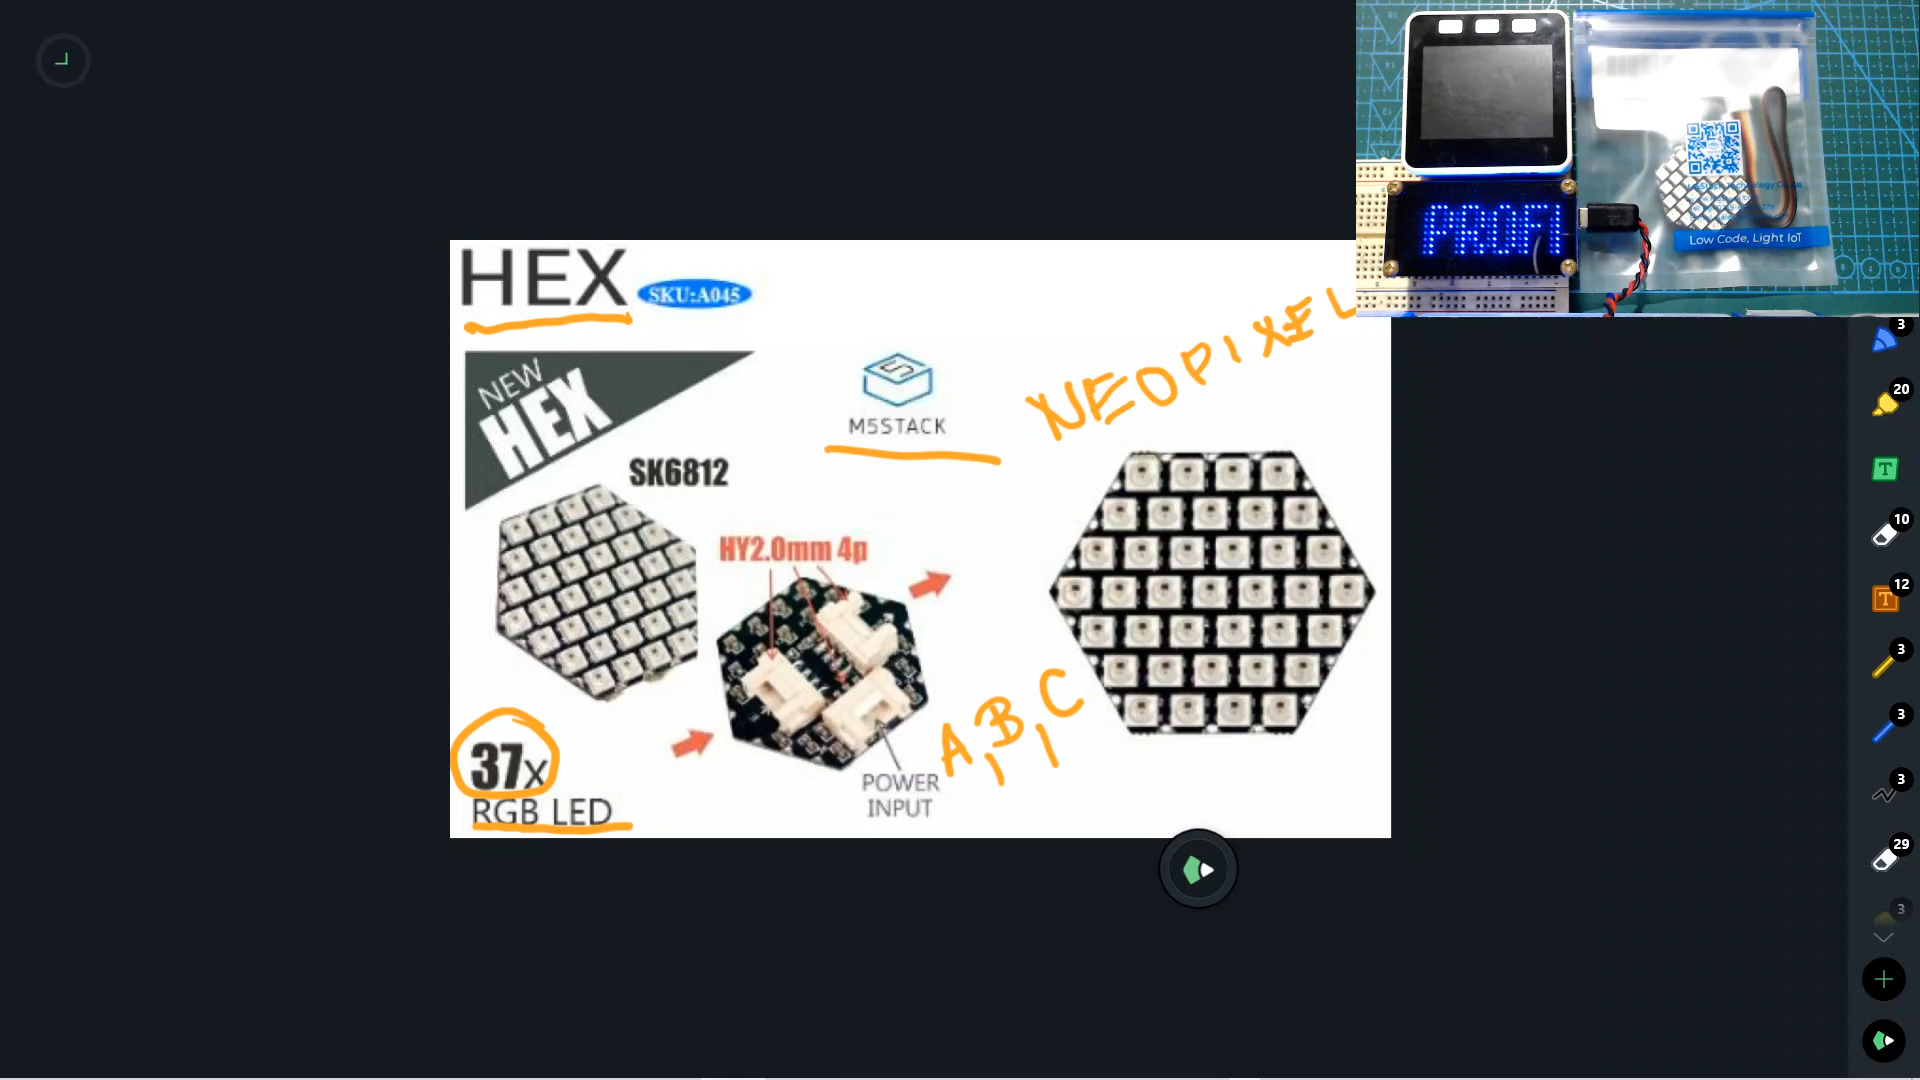 HEX
SKU:A045
NEW
HEX
M5STACK
NEOPIXEL
SK6812
HY2.0mm 4p
A,B,C
37x
RGB LED
POWER
INPUT
PROFI
Low Code, Light IoT
3
20
T
10
12
T
3
3
3
29
3